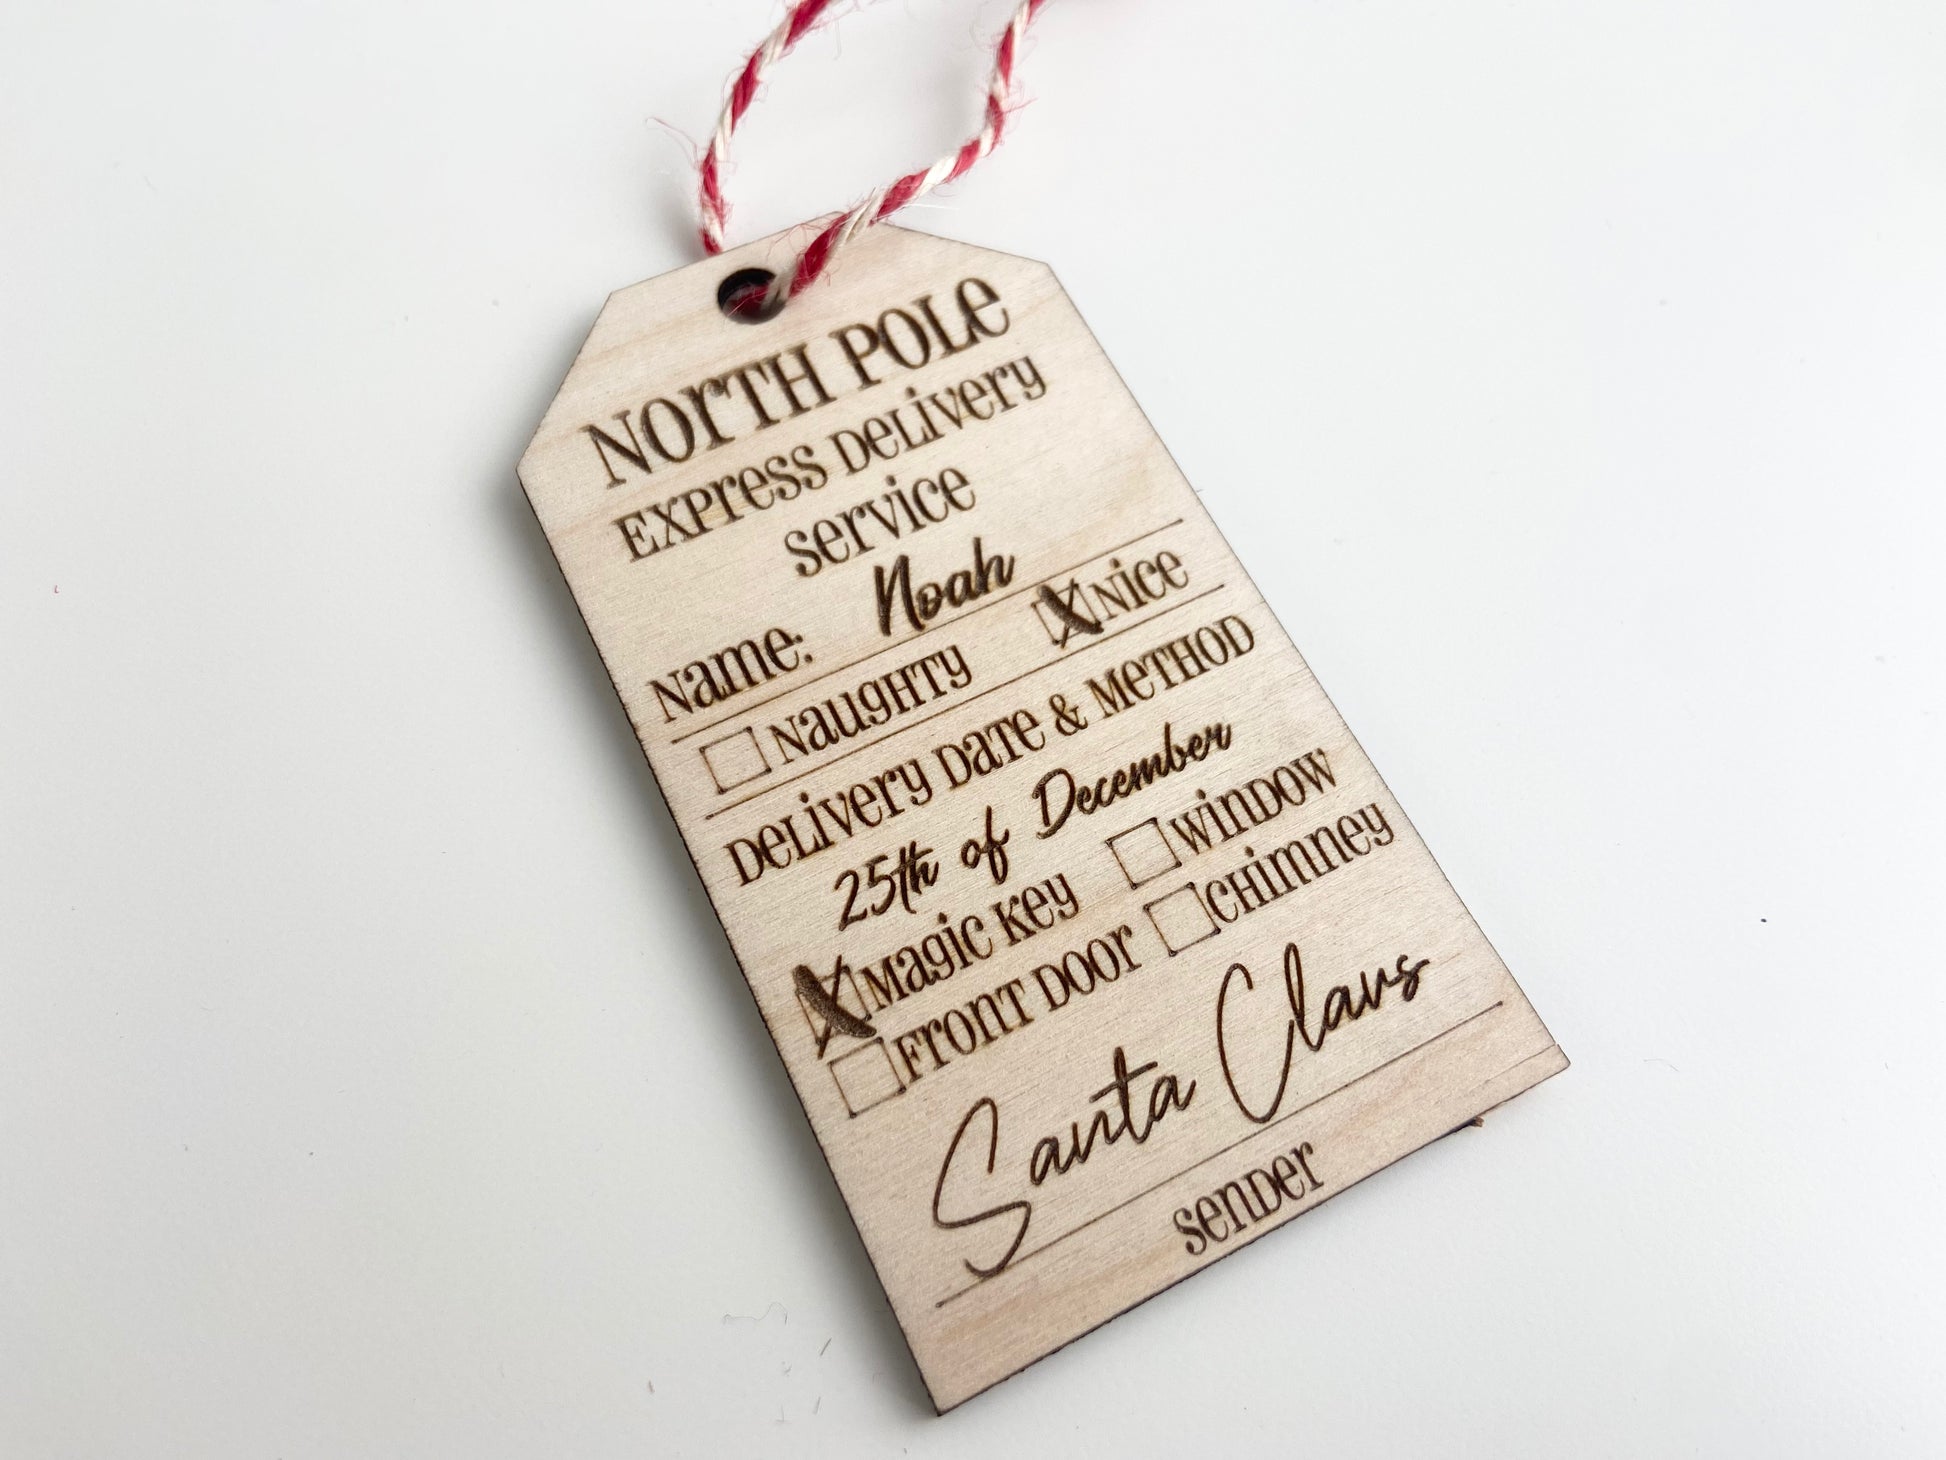 NOrTH POLe
EXPress DeLivery
service
Name: Noah
Naughty X Nice
Delivery Date & Method
25th of December
X Magic Key Window
Front Door Chimney
Santa Claus
sender